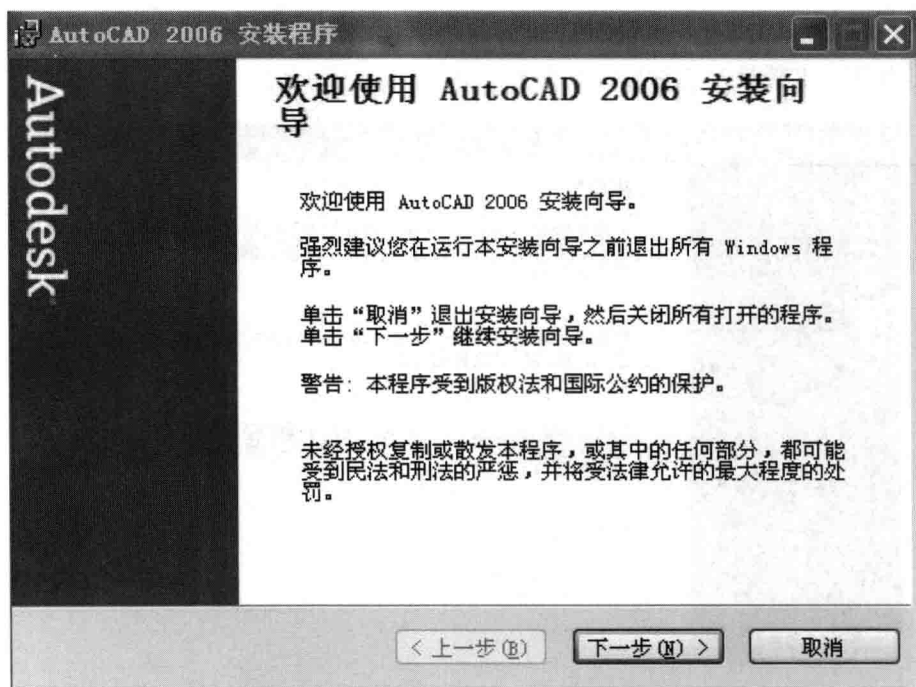 AutoCAD 2006 安装程序
Autodesk
欢迎使用 AutoCAD 2006 安装向
导
欢迎使用 AutoCAD 2006 安装向导。
强烈建议您在运行本安装向导之前退出所有 Windows 程
序。
单击“取消”退出安装向导，然后关闭所有打开的程序。
单击“下一步”继续安装向导。
警告: 本程序受到版权法和国际公约的保护。
未经授权复制或散发本程序，或其中的任何部分，都可能
受到民法和刑法的严惩，并将受法律允许的最大程度的处
罚。
< 上一步(B)
下一步(N) >
取消